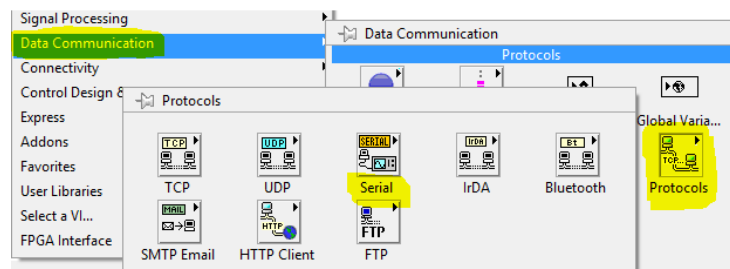 Signal Processing
Data Communication
Connectivity
Control Design &
Express
Addons
Favorites
User Libraries
Select a VI...
FPGA Interface
Data Communication
Protocols
Global Varia...
Protocols
TCP..
Protocols
TCP
UDP
SERIAL
IrDA
Bt
TCP
UDP
Serial
IrDA
Bluetooth
MAIL
HTTP
FTP
SMTP Email
HTTP Client
FTP